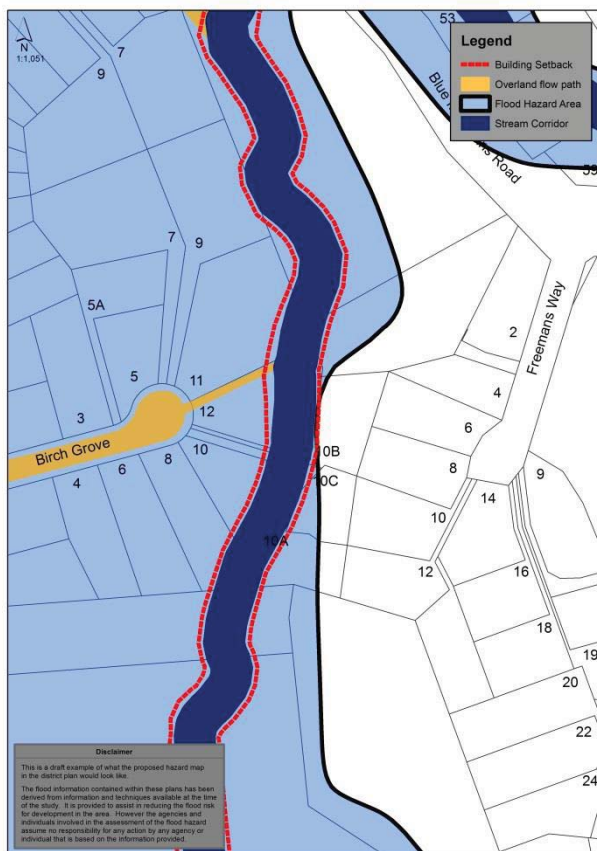 N
1:1,051
7
9
53
Legend
Building Setback
Overland flow path
Flood Hazard Area
Stream Corridor
Blue
ns Road
59
7
9
5A
5
11
12
3
Birch Grove
4
6
8
10
2
Freemans Way
4
6
8
9
0B
0C
14
10
10A
12
16
18
19
20
22
24
Disclaimer
This is a draft example of what the proposed hazard map
in the district plan would look like.
The flood information contained within these plans has been
derived from information and techniques available at the time
of the study. It is provided to assist in reducing the flood risk
for development in the area. However the agencies and
individuals involved in the assessment of the flood hazard
assume no responsibility for any action by any agency or
individual that is based on the information provided.